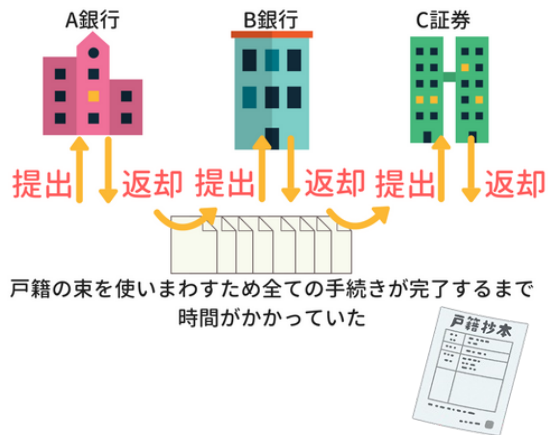 A銀行
B銀行
C証券
提出
返却
提出
返却
提出
返却
戸籍の束を使いまわすため全ての手続きが完了するまで
時間がかかっていた
戸籍抄本